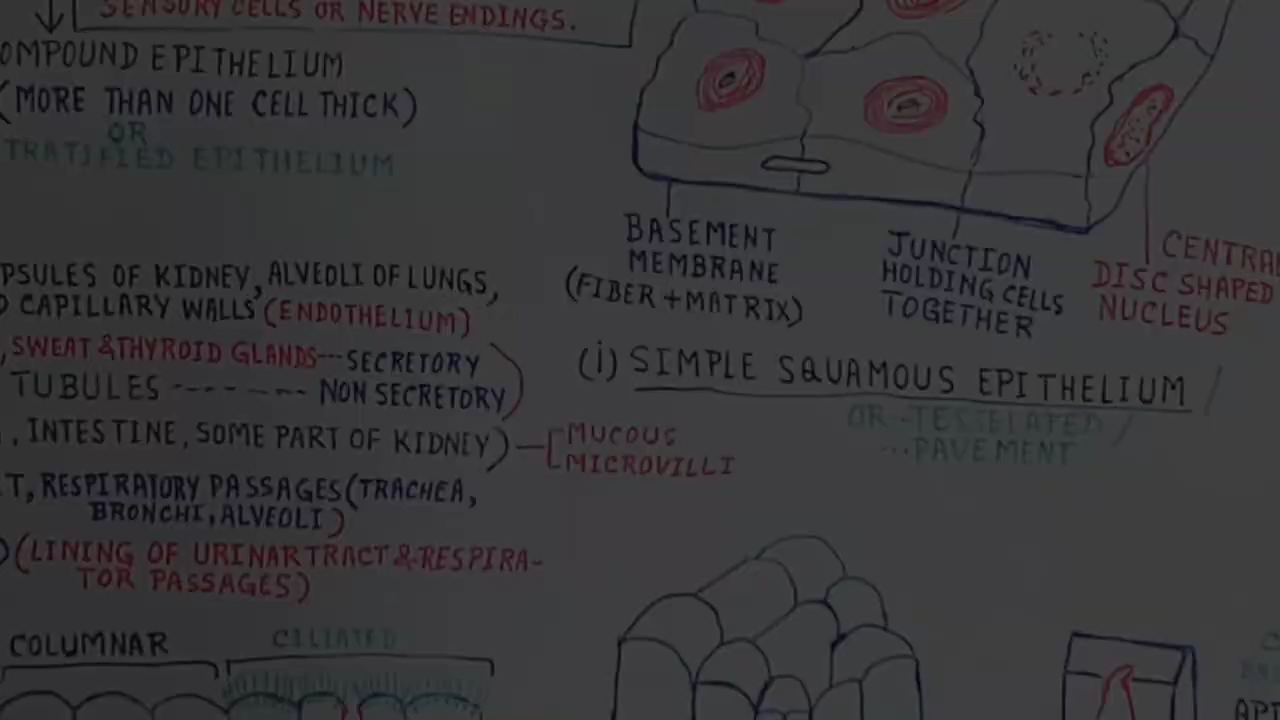 SENSORY CELLS OR NERVE ENDINGS.
OMPOUND EPITHELIUM
(MORE THAN ONE CELL THICK)
OR
TRATIFIED EPITHELIUM
BASEMENT
MEMBRANE
(FIBER+MATRIX)
JUNCTION
HOLDING CELLS
TOGETHER
CENTRA
DISC SHAPED
NUCLEUS
PSULES OF KIDNEY, ALVEOLI OF LUNGS,
D CAPILLARY WALLS (ENDOTHELIUM)
, SWEAT & THYROID GLANDS---SECRETORY
TUBULES -------- NON SECRETORY)
, INTESTINE, SOME PART OF KIDNEY)
MUCOUS
MICROVILLI
T, RESPIRATORY PASSAGES (TRACHEA,
BRONCHI, ALVEOLI)
) (LINING OF URINAR TRACT & RESPIRA-
TOR PASSAGES)
(i) SIMPLE SQUAMOUS EPITHELIUM /
OR--TESSELATED /
...PAVEMENT
COLUMNAR
CILIATED